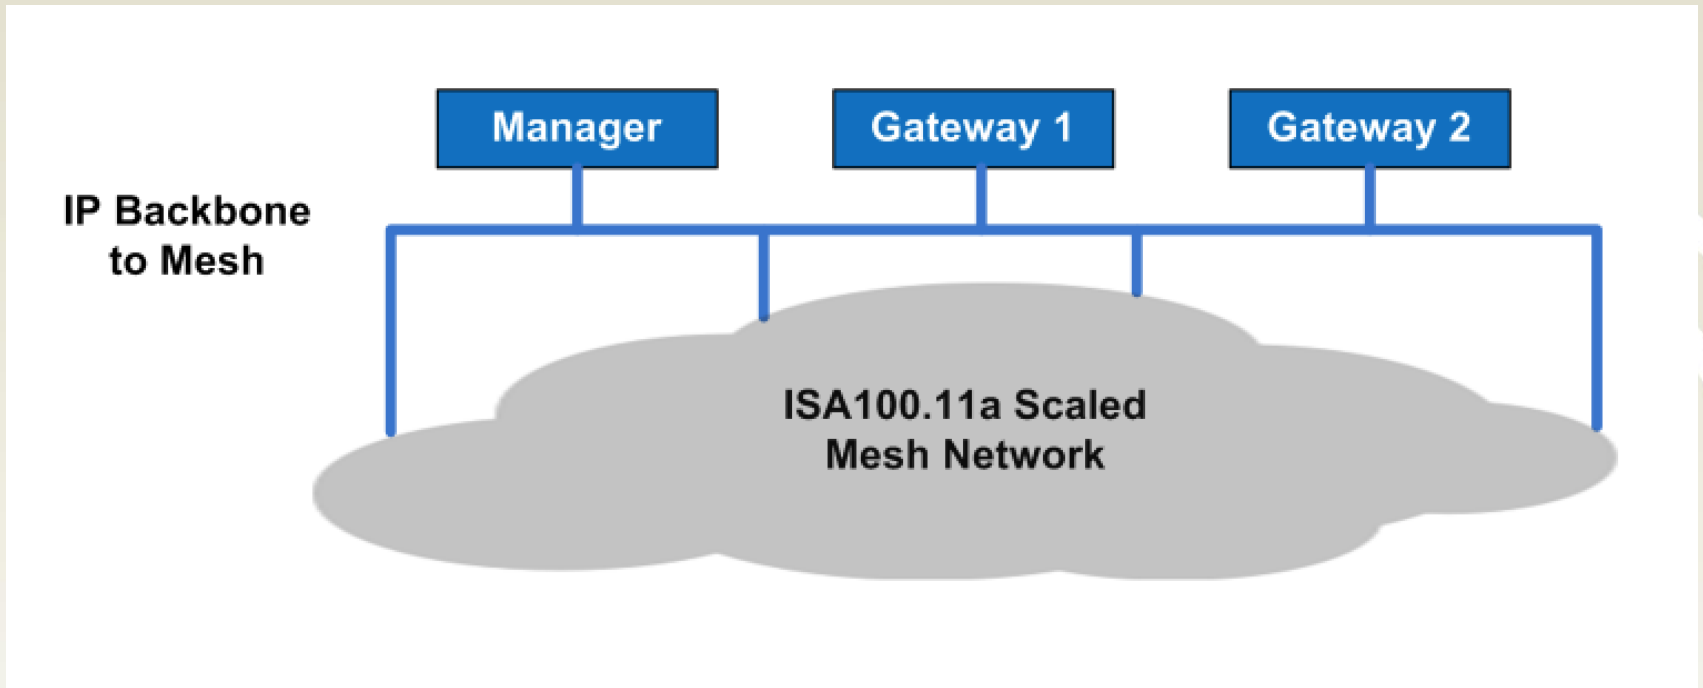 Manager
Gateway 1
Gateway 2
IP Backbone
to Mesh
ISA100.11a Scaled
Mesh Network